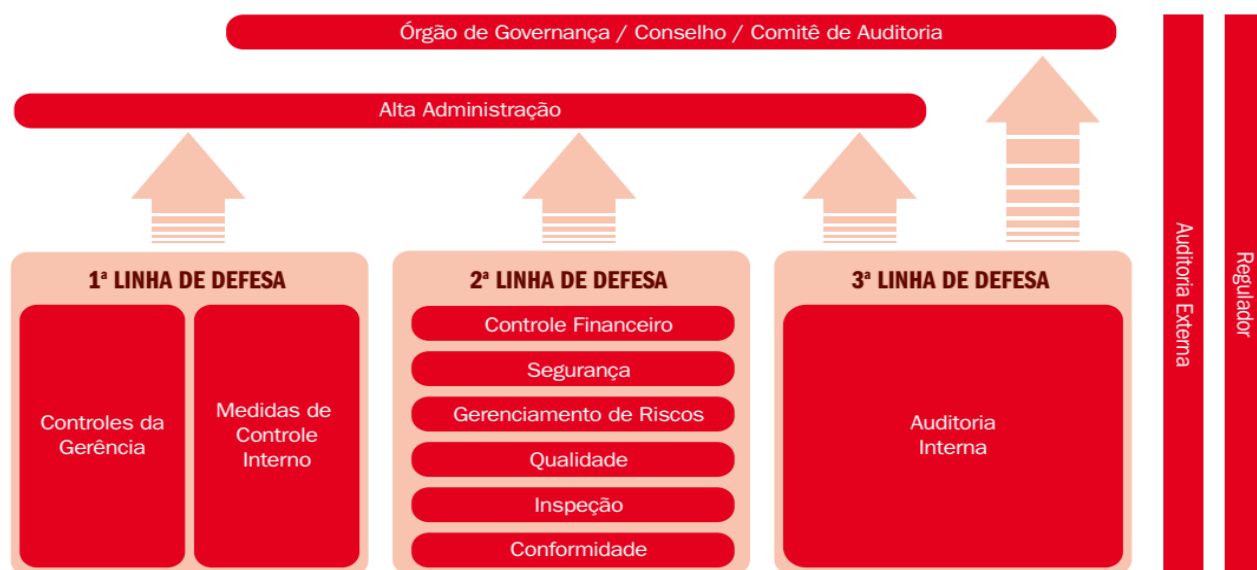 Órgão de Governança / Conselho / Comitê de Auditoria
Alta Administração
1ª LINHA DE DEFESA
Controles da
Gerência
Medidas de
Controle
Interno
2ª LINHA DE DEFESA
Controle Financeiro
Segurança
Gerenciamento de Riscos
Qualidade
Inspeção
Conformidade
3ª LINHA DE DEFESA
Auditoria
Interna
Auditoria Externa
Regulador